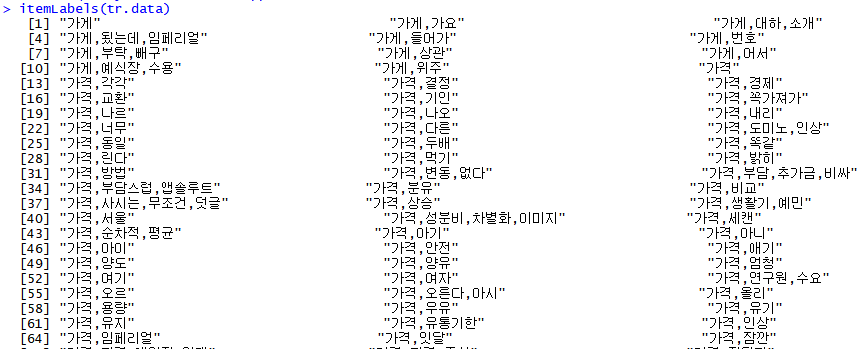 > itemLabels(tr.data)
[1] "가게" "가게,가요" "가게,대하,소개"
[4] "가게,됬는데,임페리얼" "가게,들어가" "가게,번호"
[7] "가게,부탁,빼구" "가게,상관" "가게,어서"
[10] "가게,예식장,수용" "가게,위주" "가격"
[13] "가격,각각" "가격,결정" "가격,경제"
[16] "가격,교환" "가격,기인" "가격,꼭가져가"
[19] "가격,나르" "가격,나오" "가격,내리"
[22] "가격,너무" "가격,다른" "가격,도미노,인상"
[25] "가격,동일" "가격,두배" "가격,똑같"
[28] "가격,린다" "가격,먹기" "가격,밝히"
[31] "가격,방법" "가격,변동,없다" "가격,부담,추가금,비싸"
[34] "가격,부담스럽,앱솔루트" "가격,분유" "가격,비교"
[37] "가격,사시는,무조건,덧글" "가격,상승" "가격,생활기,예민"
[40] "가격,서울" "가격,성분비,차별화,이미지" "가격,세캔"
[43] "가격,순차적,평균" "가격,아기" "가격,아니"
[46] "가격,아이" "가격,안전" "가격,얘기"
[49] "가격,양도" "가격,양유" "가격,엄청"
[52] "가격,여기" "가격,여자" "가격,연구원,수요"
[55] "가격,오르" "가격,오른다,아시" "가격,올리"
[58] "가격,용량" "가격,우유" "가격,유기"
[61] "가격,유지" "가격,유통기한" "가격,인상"
[64] "가격,임페리얼" "가격,잇달" "가격,잠깐"